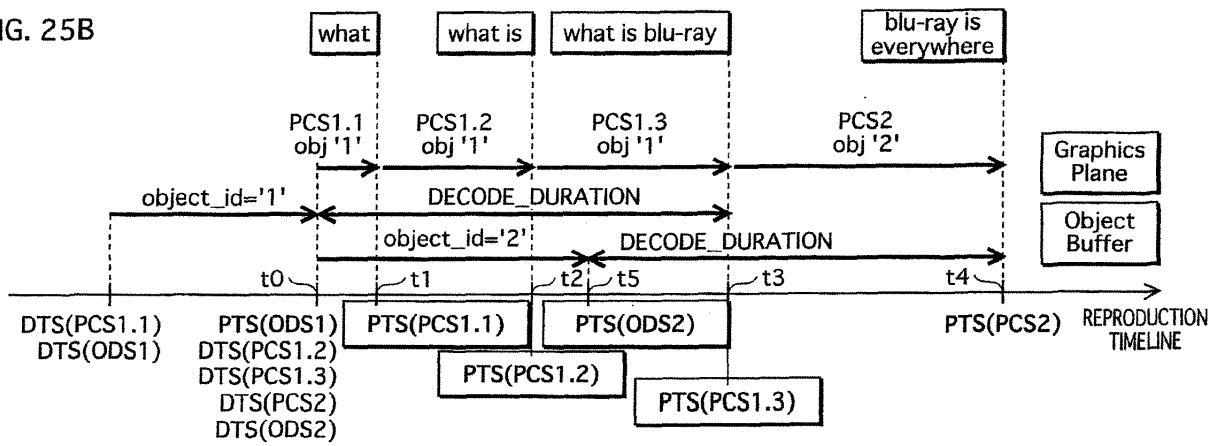 IG. 25B
what
what is
what is blu-ray
blu-ray is
everywhere
PCS1.1
obj '1'
PCS1.2
obj '1'
PCS1.3
obj '1'
PCS2
obj '2'
Graphics
Plane
object_id='1'
DECODE_DURATION
Object
Buffer
object_id='2'
DECODE_DURATION
t0
t1
t2
t5
t3
t4
DTS(PCS1.1)
DTS(ODS1)
PTS(ODS1)
DTS(PCS1.2)
DTS(PCS1.3)
DTS(PCS2)
DTS(ODS2)
PTS(PCS1.1)
PTS(PCS1.2)
PTS(ODS2)
PTS(PCS1.3)
PTS(PCS2)
REPRODUCTION
TIMELINE